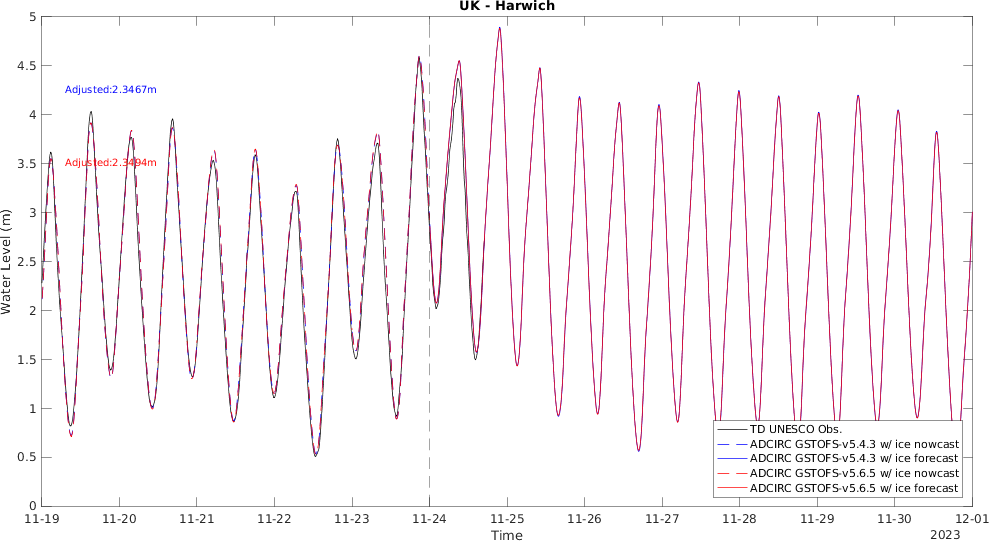 UK - Harwich
5
4.5
4
3.5
3
2.5
2
1.5
1
0.5
0
Water Level (m)
Adjusted:2.3467m
Adjusted:2.3494m
TD UNESCO Obs.
ADCIRC GSTOFS-v5.4.3 w/ ice nowcast
ADCIRC GSTOFS-v5.4.3 w/ ice forecast
ADCIRC GSTOFS-v5.6.5 w/ ice nowcast
ADCIRC GSTOFS-v5.6.5 w/ ice forecast
11-19 11-20 11-21 11-22 11-23 11-24 11-25 11-26 11-27 11-28 11-29 11-30 12-01
Time
2023